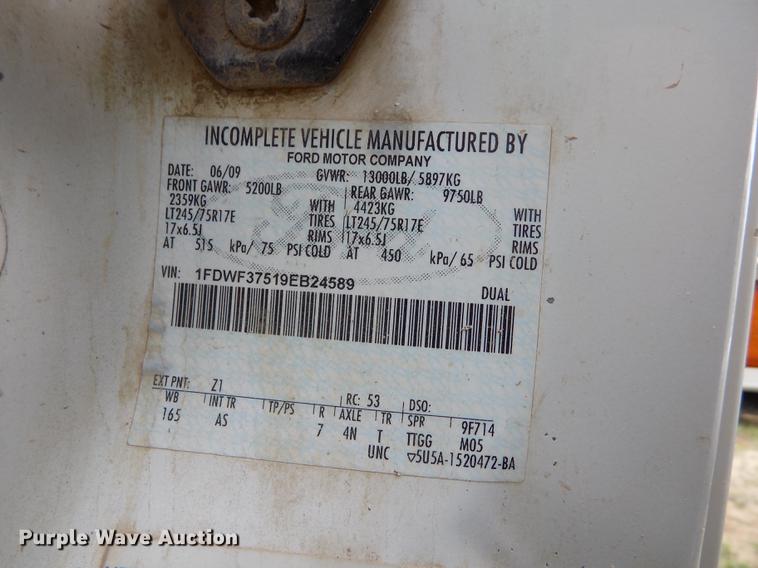 INCOMPLETE VEHICLE MANUFACTURED BY
FORD MOTOR COMPANY
DATE: 06/09 GVWR: 13000LB/ 5897KG
FRONT GAWR: 5200LB REAR GAWR: 9750LB
2359KG WITH 4423KG WITH
LT245/75R17E TIRES LT245/75R17E TIRES
17x6.5J RIMS 17x6.5J RIMS
AT 515 kPa/ 75 PSI COLD AT 450 kPa/ 65 PSI COLD
VIN: 1FDWF37519EB24589
DUAL
EXT PNT: Z1 RC: 53 DSO:
WB INT TR TP/PS R AXLE TR SPR 9F714
165 AS 7 4N T TTGG M05
UNC ▽5U5A-1520472-BA
Purple Wave Auction